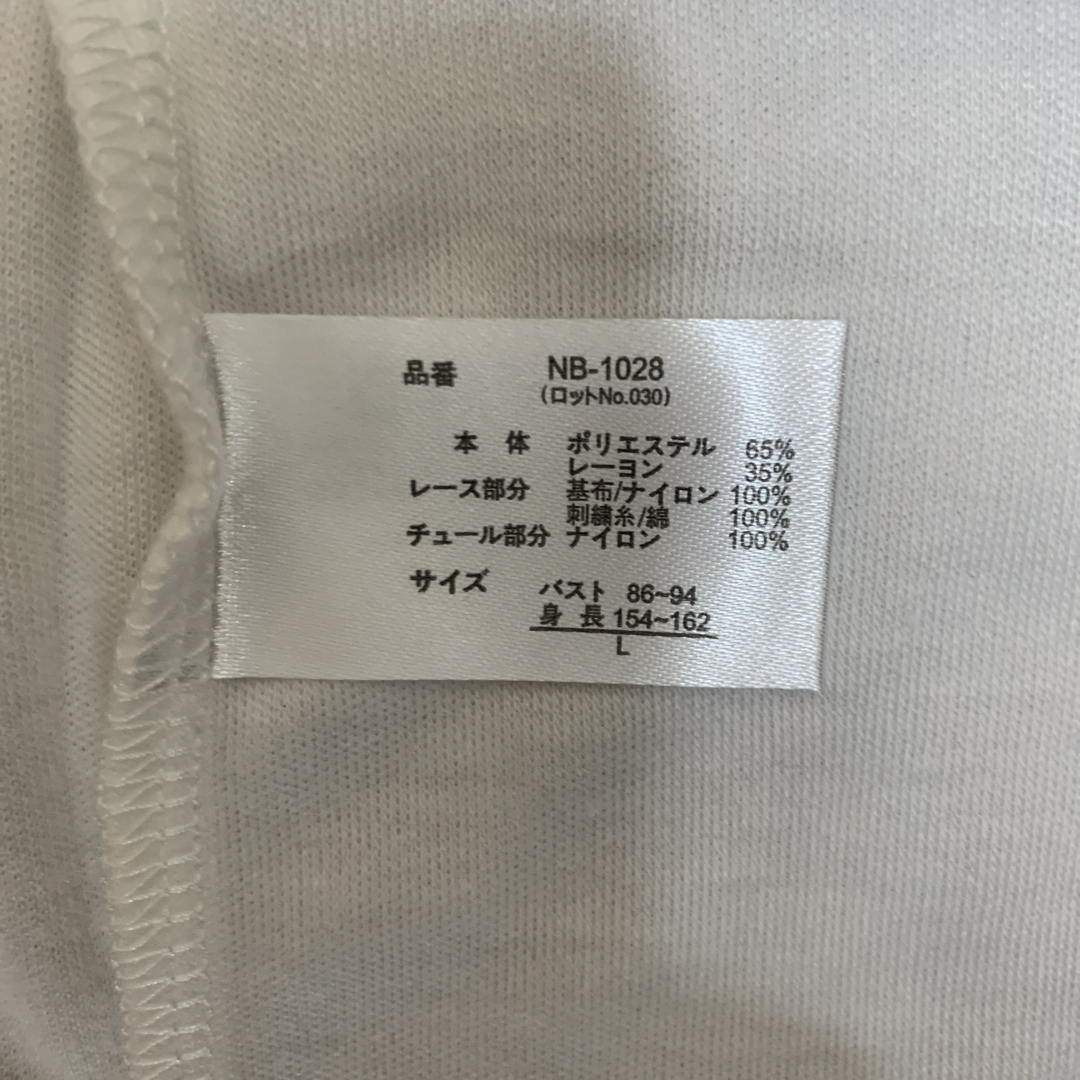 品番 NB-1028
(ロットNo.030)
本 体 ポリエステル 65%
レーヨン 35%
レース部分 基布/ナイロン 100%
刺繍糸/綿 100%
チュール部分 ナイロン 100%
サイズ バスト 86~94
身 長 154~162
L